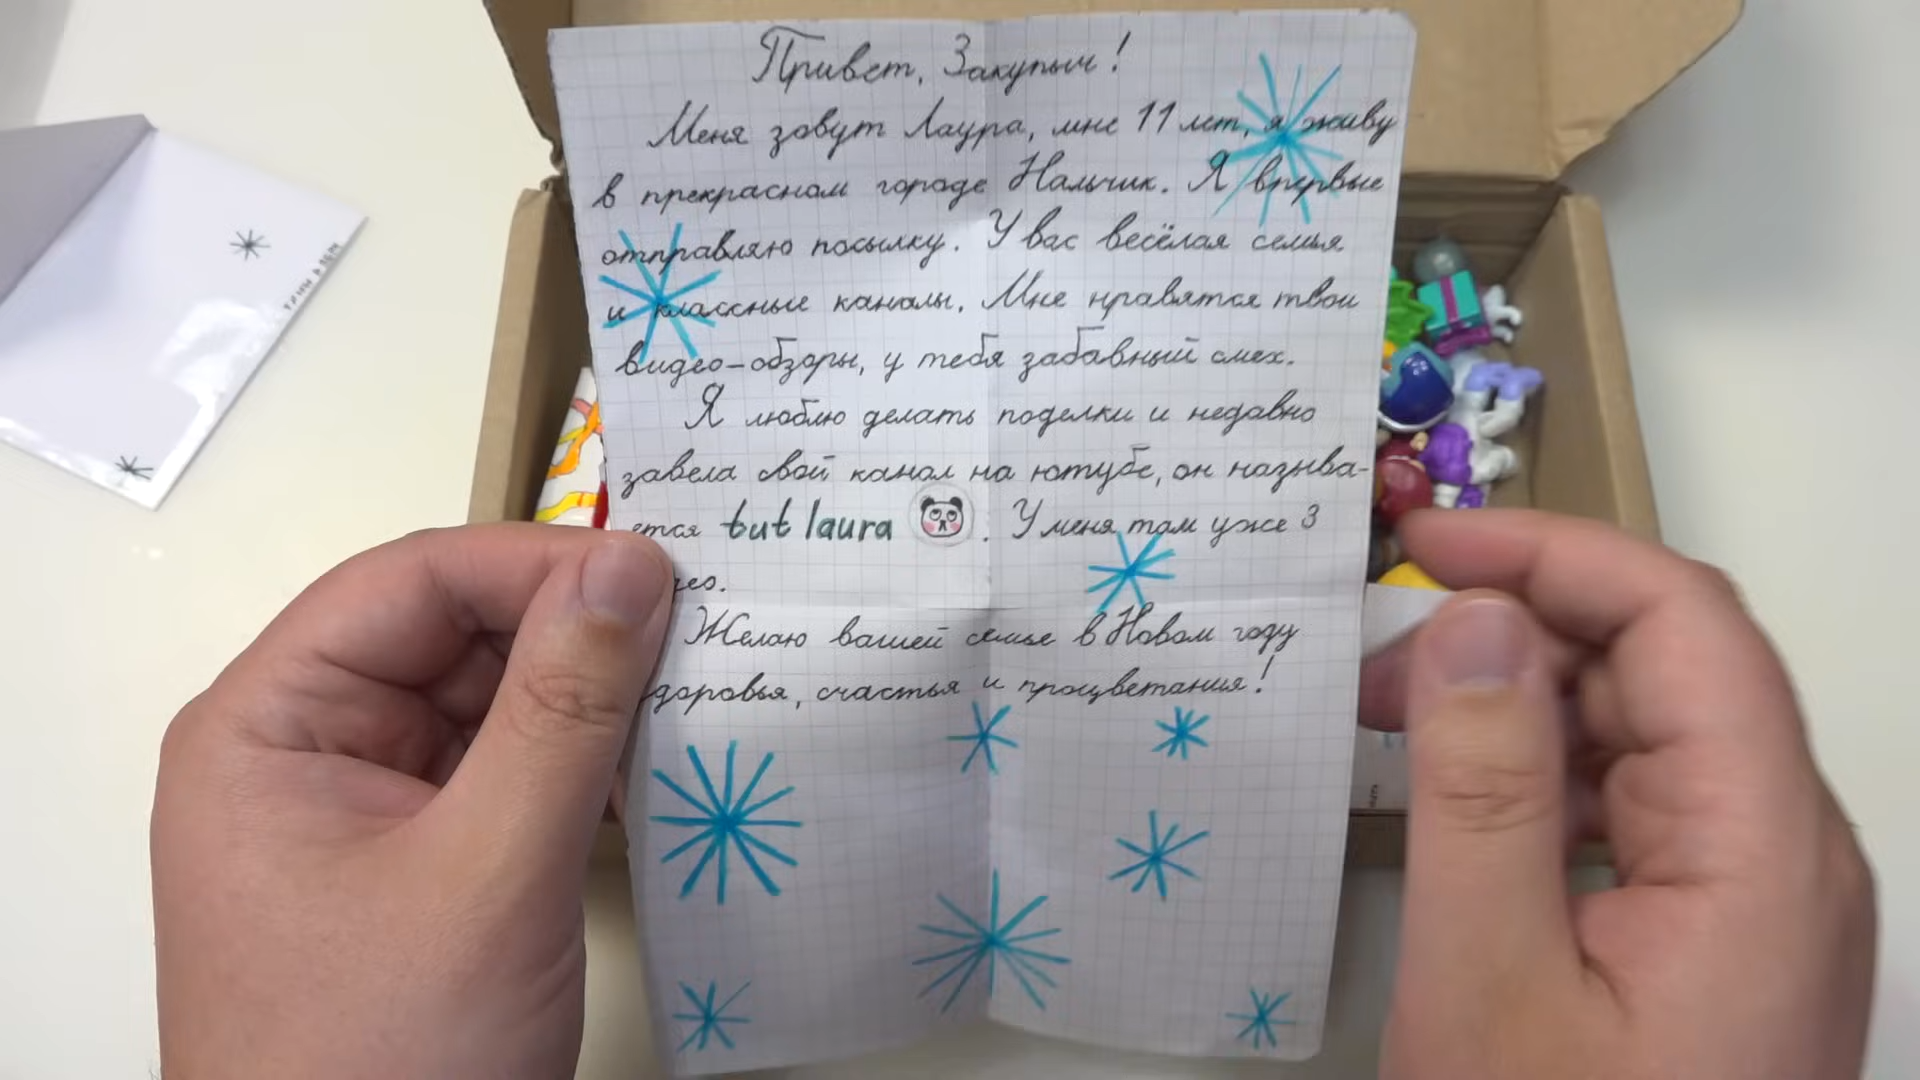 Привет, Закупыч!
Меня зовут Лаура, мне 11 лет, я живу
в прекрасном городе Нальчик. Я впервые
отправляю посылку. У вас весёлая семья
и классные каналы. Мне нравятся твои
видео-обзоры, у тебя забавный смех.
Я люблю делать поделки и недавно
завела свой канал на ютубе, он называ-
ется tut laura. У меня там уже 3
део.
Желаю вашей семье в Новом году
здоровья, счастья и процветания!